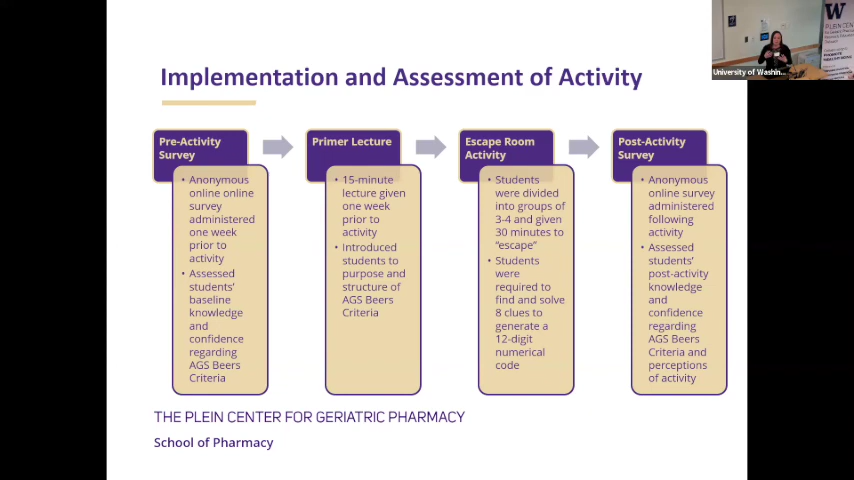 Implementation and Assessment of Activity
Pre-Activity
Survey
• Anonymous
online online
survey
administered
one week
prior to
activity
• Assessed
students'
baseline
knowledge
and
confidence
regarding
AGS Beers
Criteria
Primer Lecture
• 15-minute
lecture given
one week
prior to
activity
• Introduced
students to
purpose and
structure of
AGS Beers
Criteria
Escape Room
Activity
• Students
were divided
into groups of
3-4 and given
30 minutes to
“escape”
• Students
were
required to
find and solve
8 clues to
generate a
12-digit
numerical
code
Post-Activity
Survey
• Anonymous
online survey
administered
following
activity
• Assessed
students'
post-activity
knowledge
and
confidence
regarding
AGS Beers
Criteria and
perceptions
of activity
THE PLEIN CENTER FOR GERIATRIC PHARMACY
School of Pharmacy
University of Washin...
W
PLEIN CEN